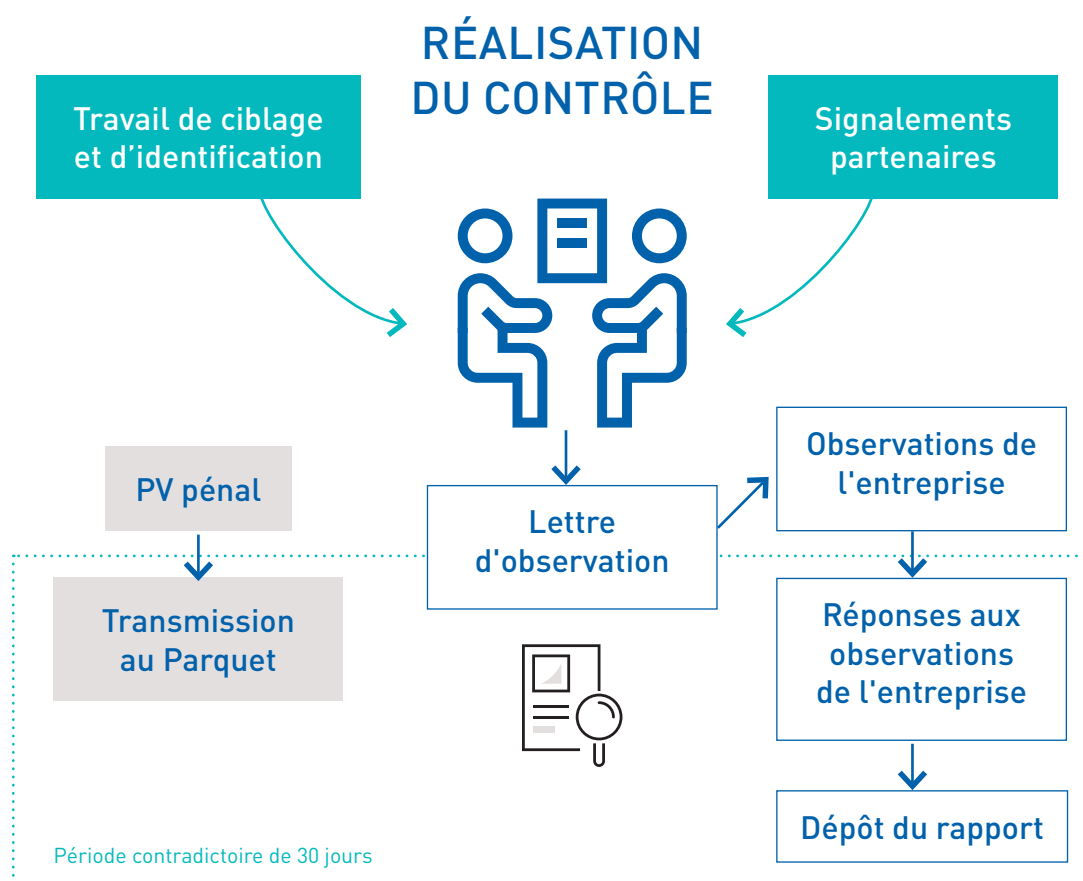 RÉALISATION
DU CONTRÔLE
Travail de ciblage
et d'identification
Signalements
partenaires
PV pénal
Transmission
au Parquet
Lettre
d'observation
Observations de
l'entreprise
Réponses aux
observations
de l'entreprise
Dépôt du rapport
Période contradictoire de 30 jours